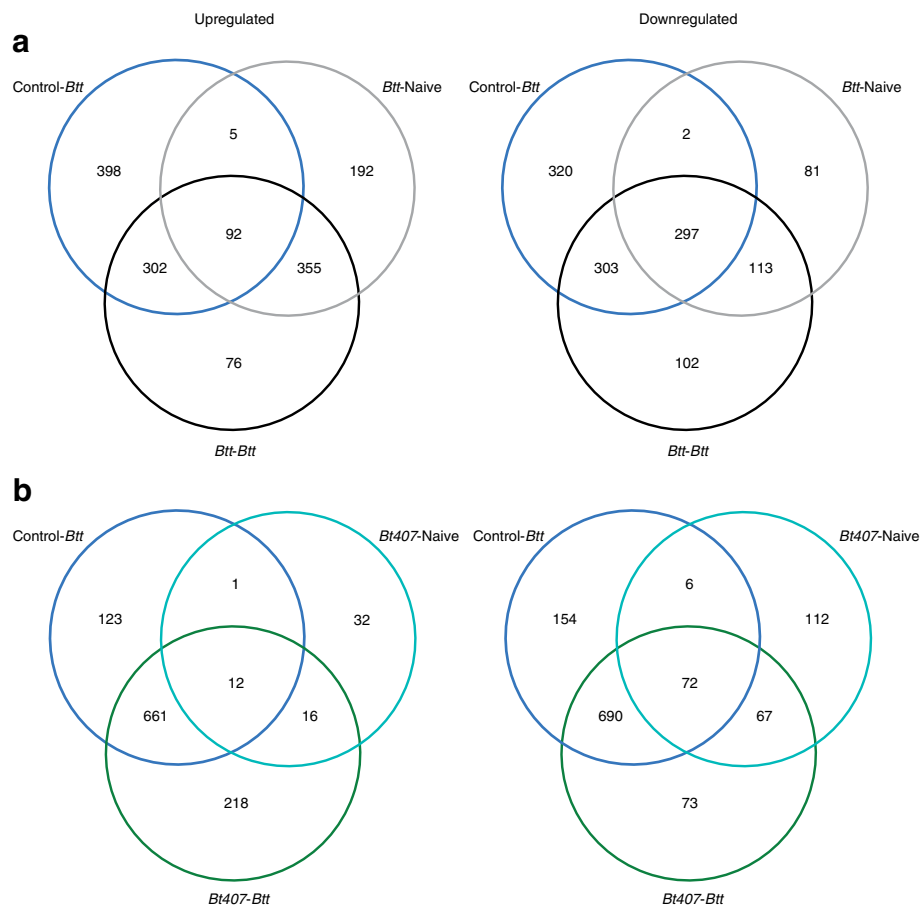 Upregulated
Downregulated
a
Control-Btt
Btt-Naive
Control-Btt
Btt-Naive
5
2
398
192
320
81
92
297
302
355
303
113
76
102
Btt-Btt
Btt-Btt
b
Control-Btt
Bt407-Naive
Control-Btt
Bt407-Naive
1
6
123
32
154
112
12
72
661
16
690
67
218
73
Bt407-Btt
Bt407-Btt